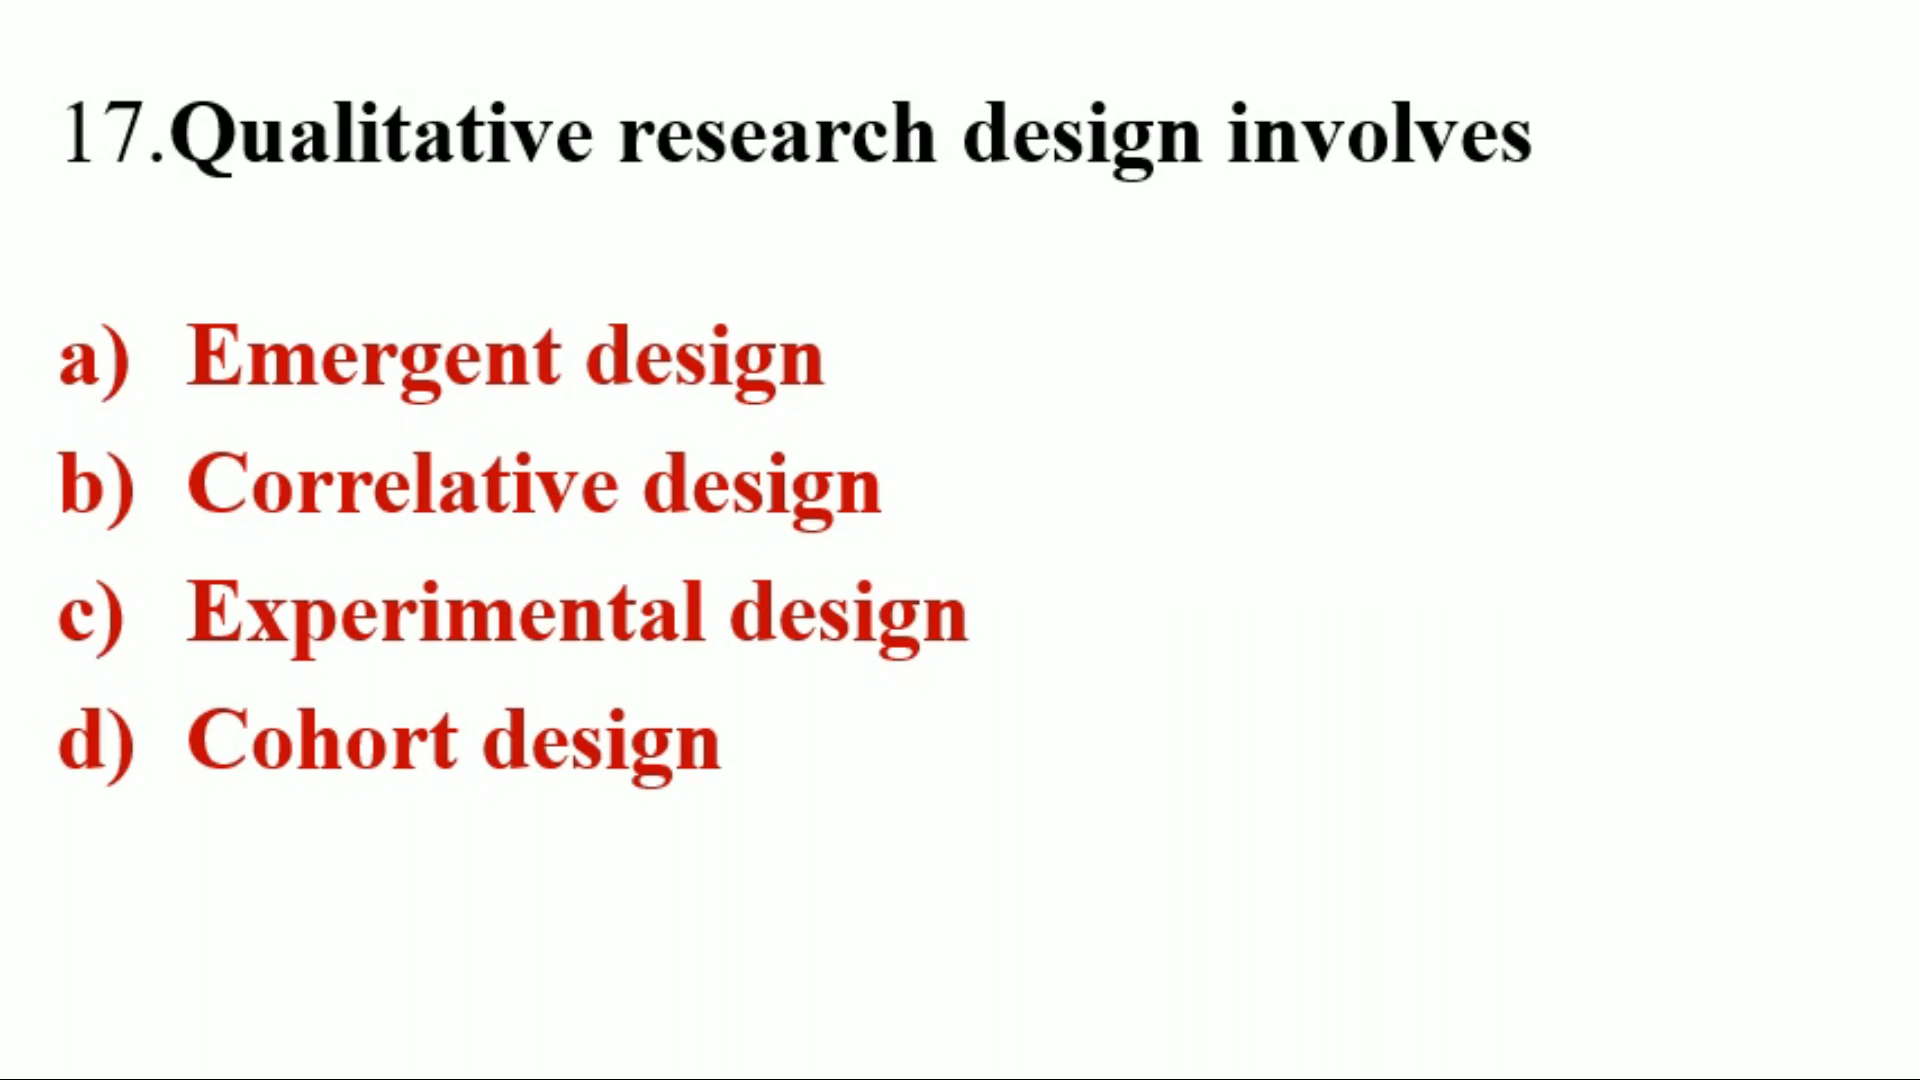 17.Qualitative research design involves
a) Emergent design
b) Correlative design
c) Experimental design
d) Cohort design